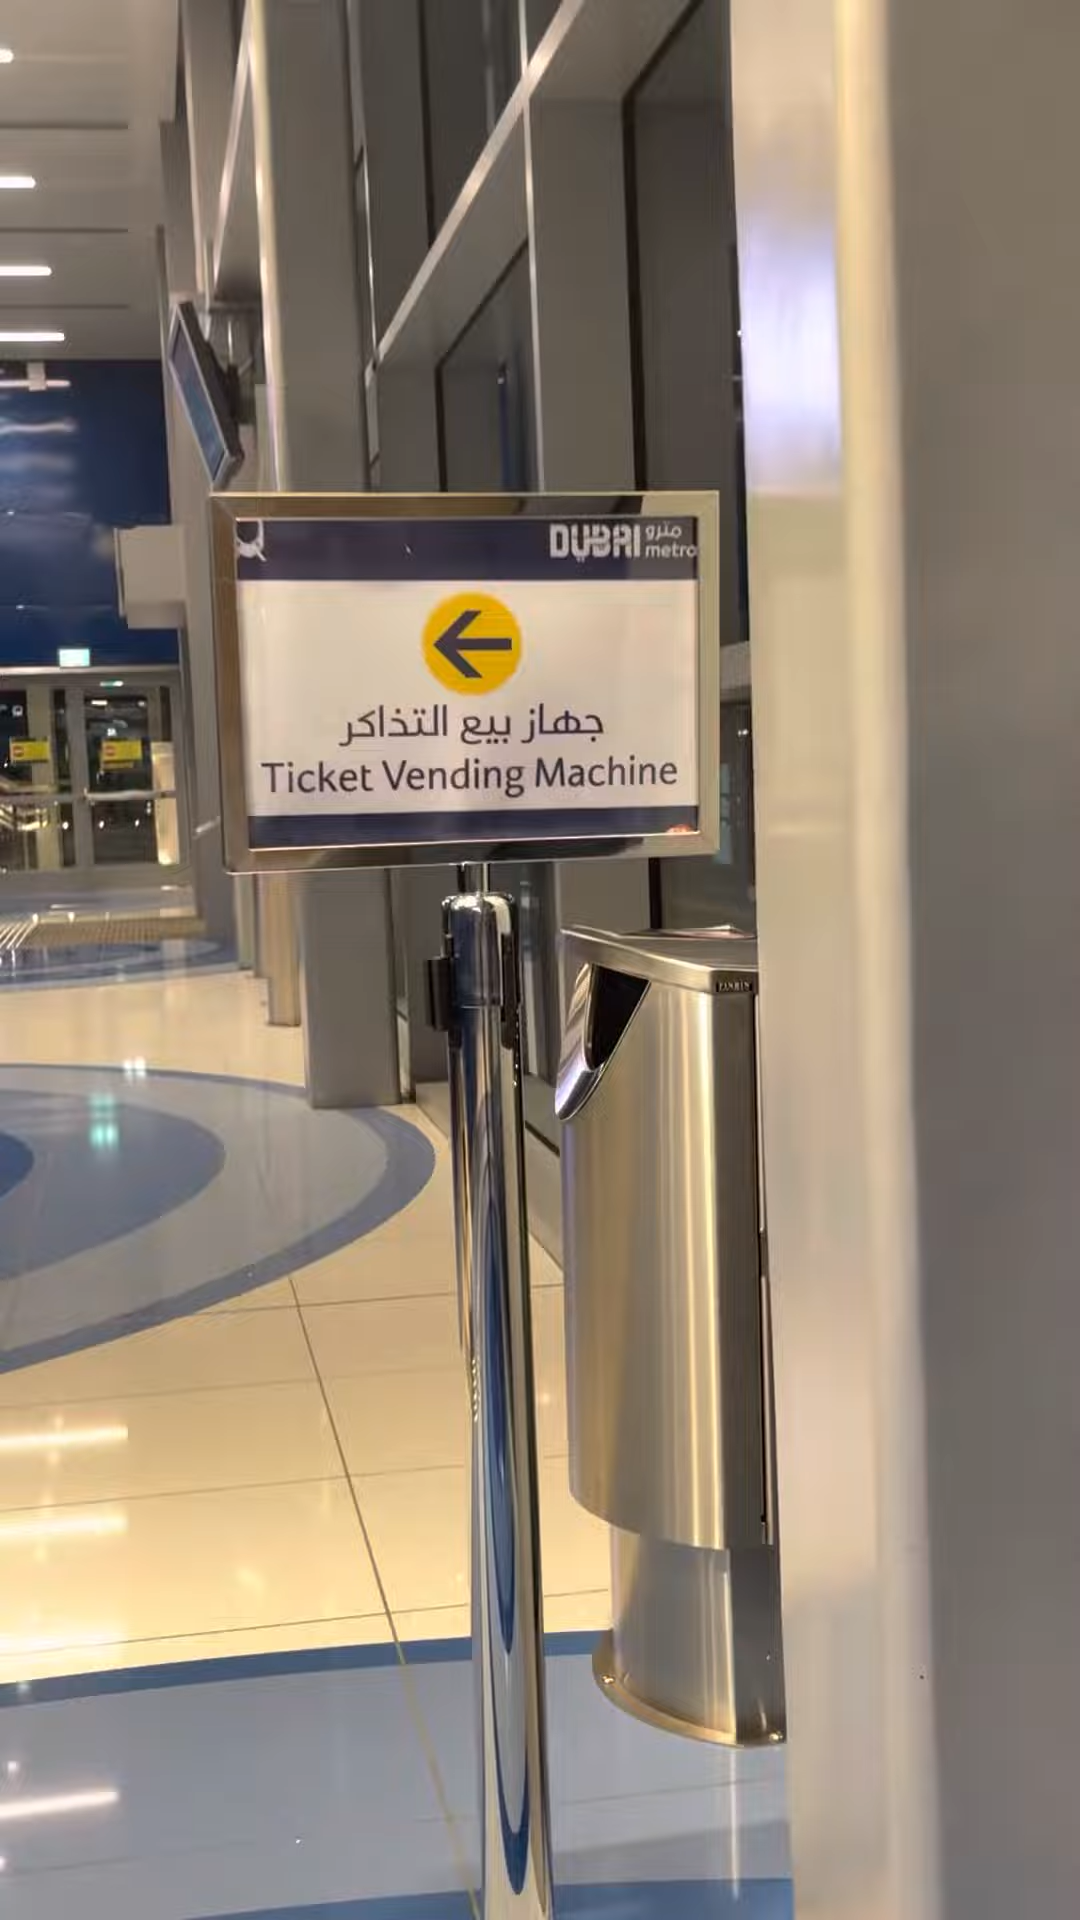 DUBAI مترو
metro
جهاز بيع التذاكر
Ticket Vending Machine